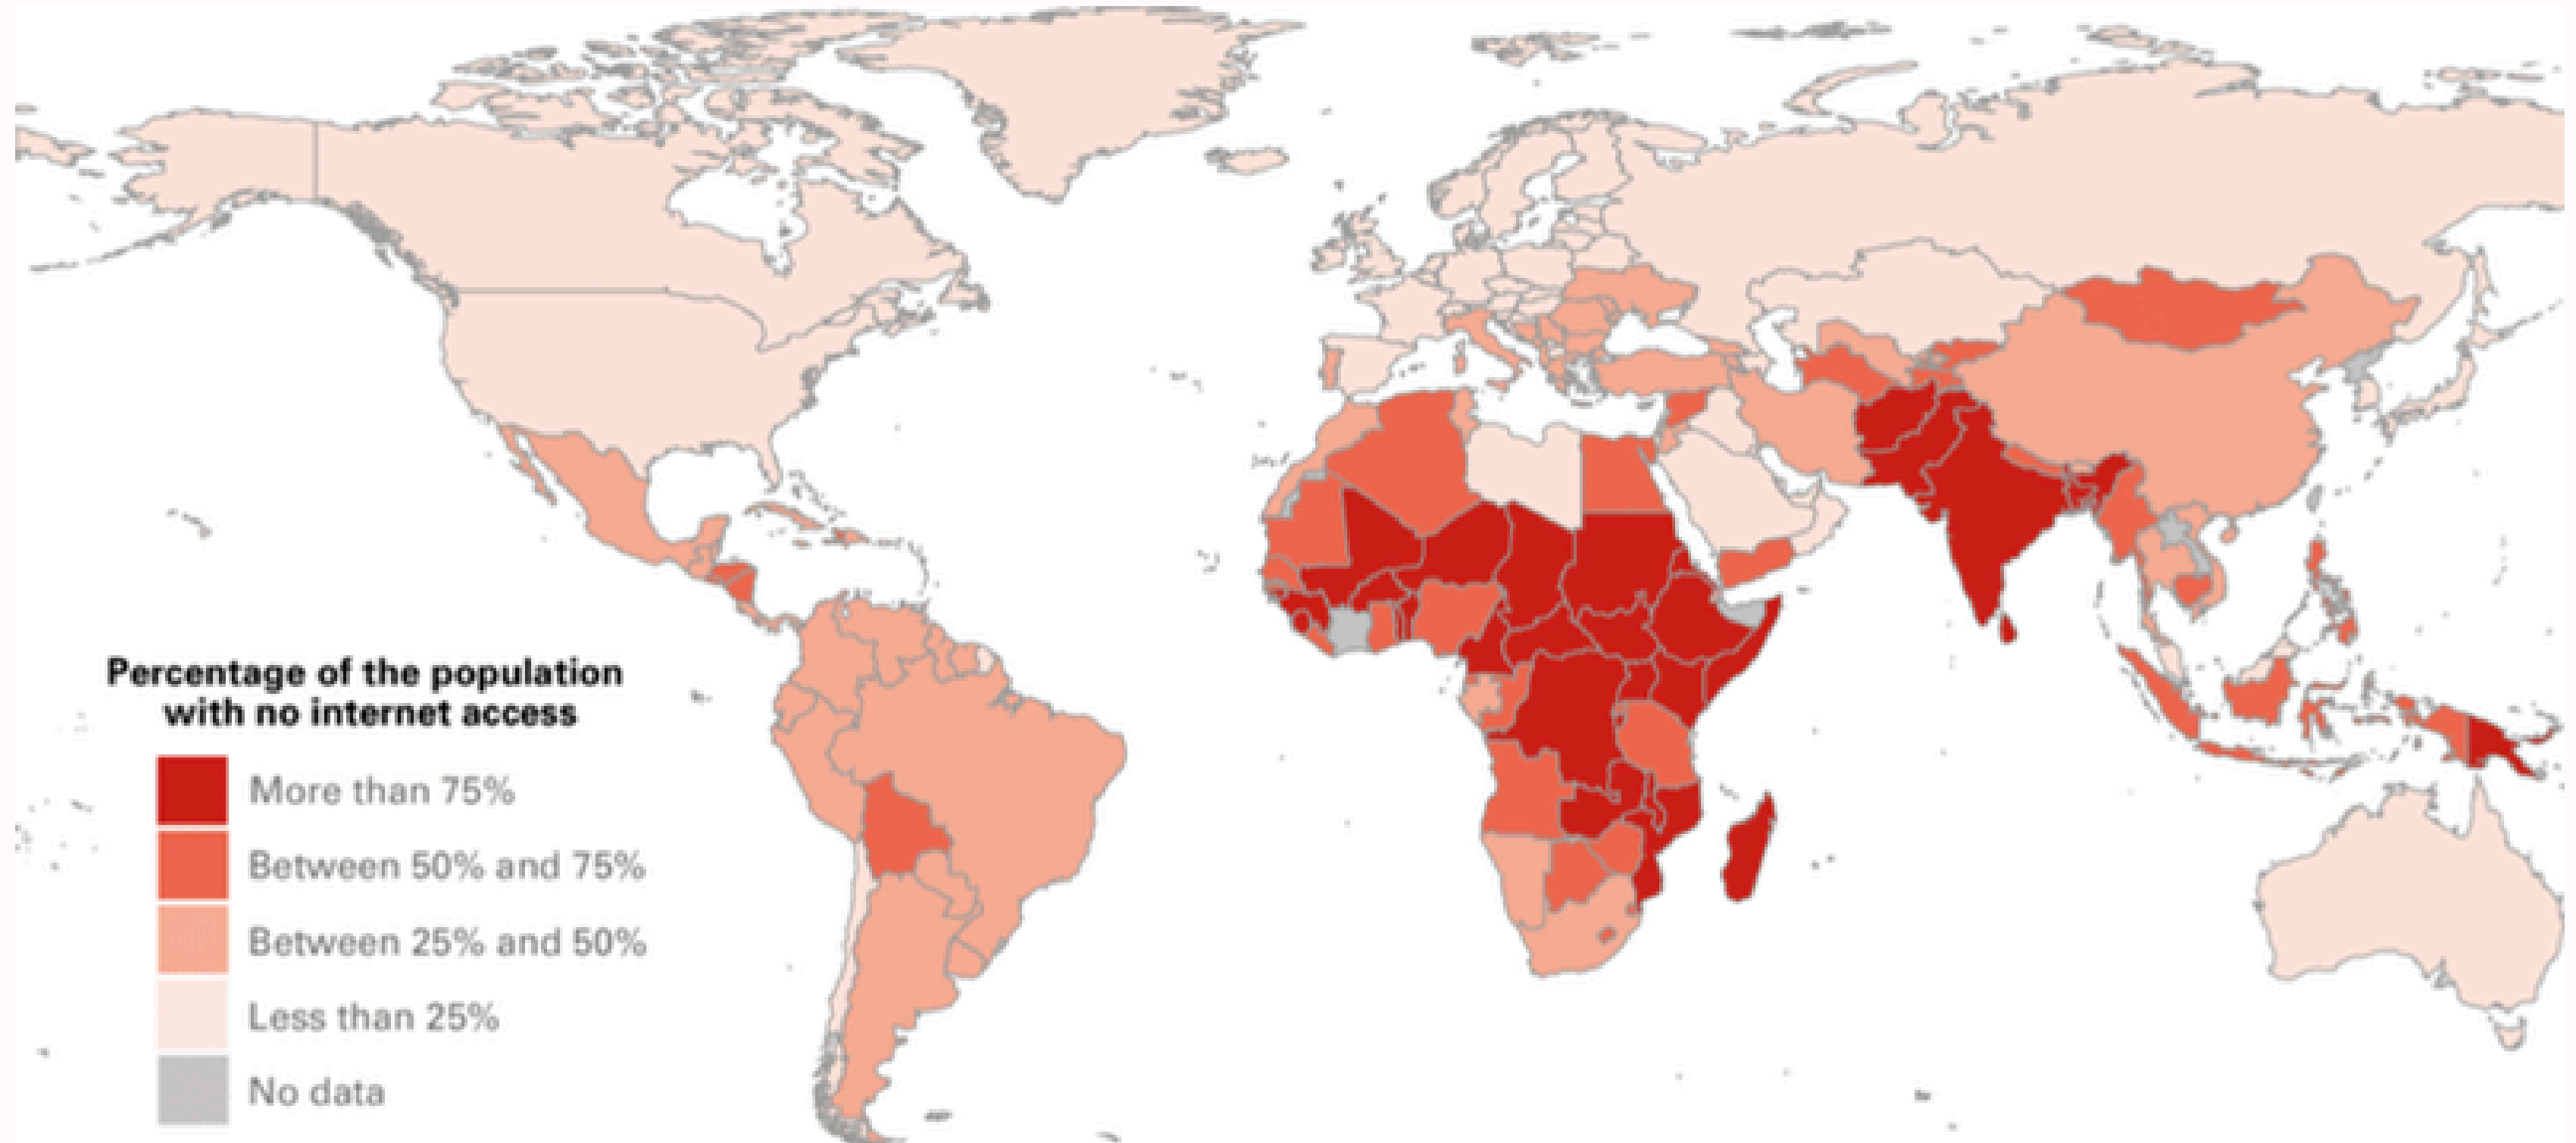 Percentage of the population
with no internet access
More than 75%
Between 50% and 75%
Between 25% and 50%
Less than 25%
No data